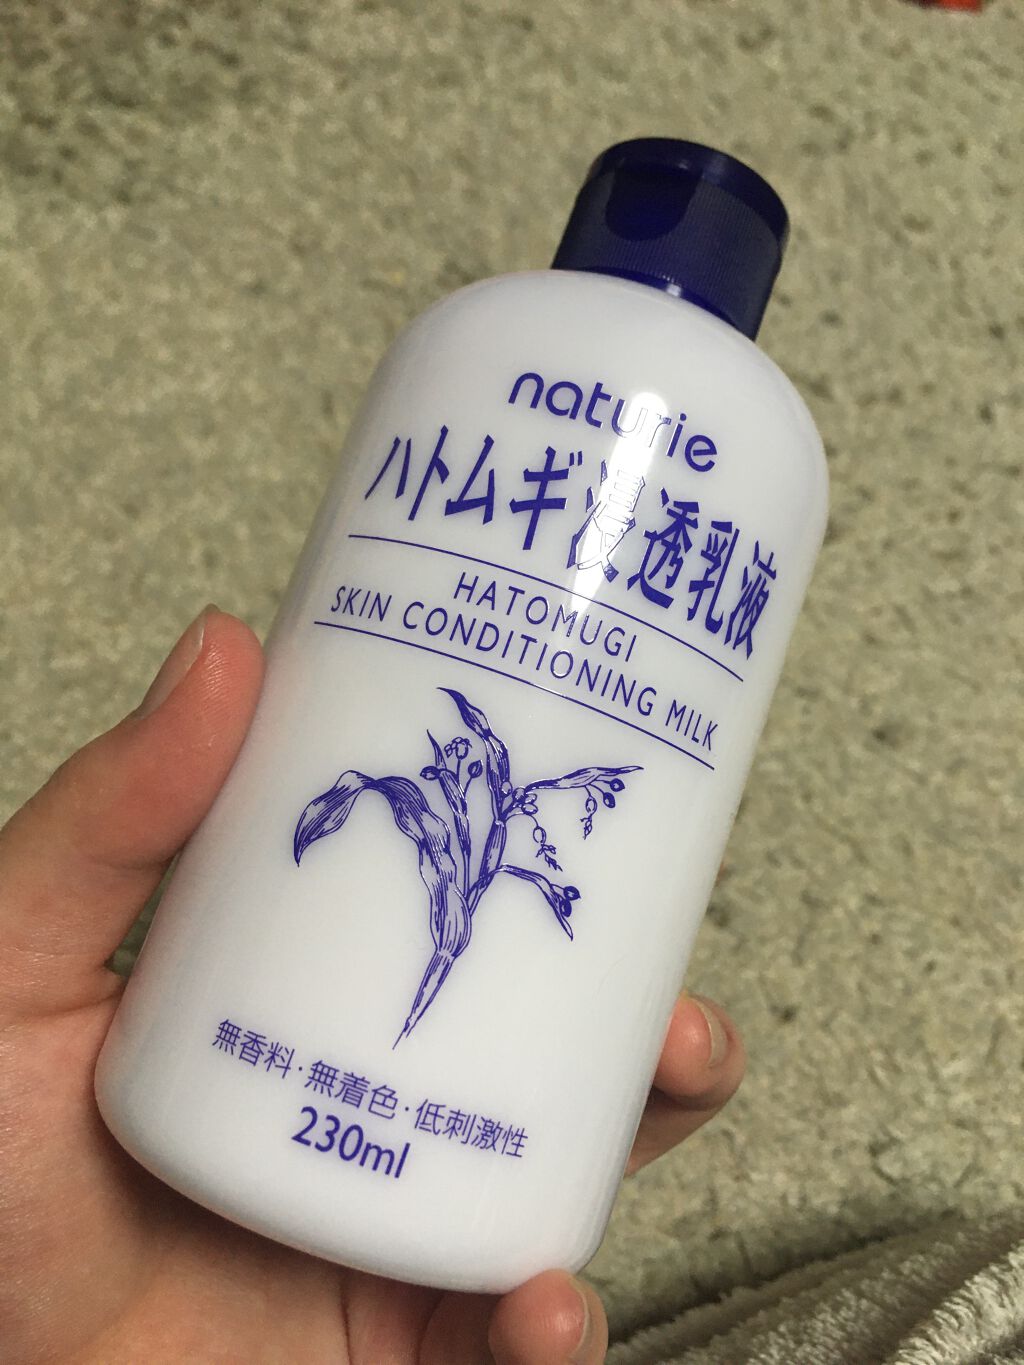 naturie
ハトムギ浸透乳液
HATOMUGI
SKIN CONDITIONING MILK
無香料・無着色・低刺激性
230ml